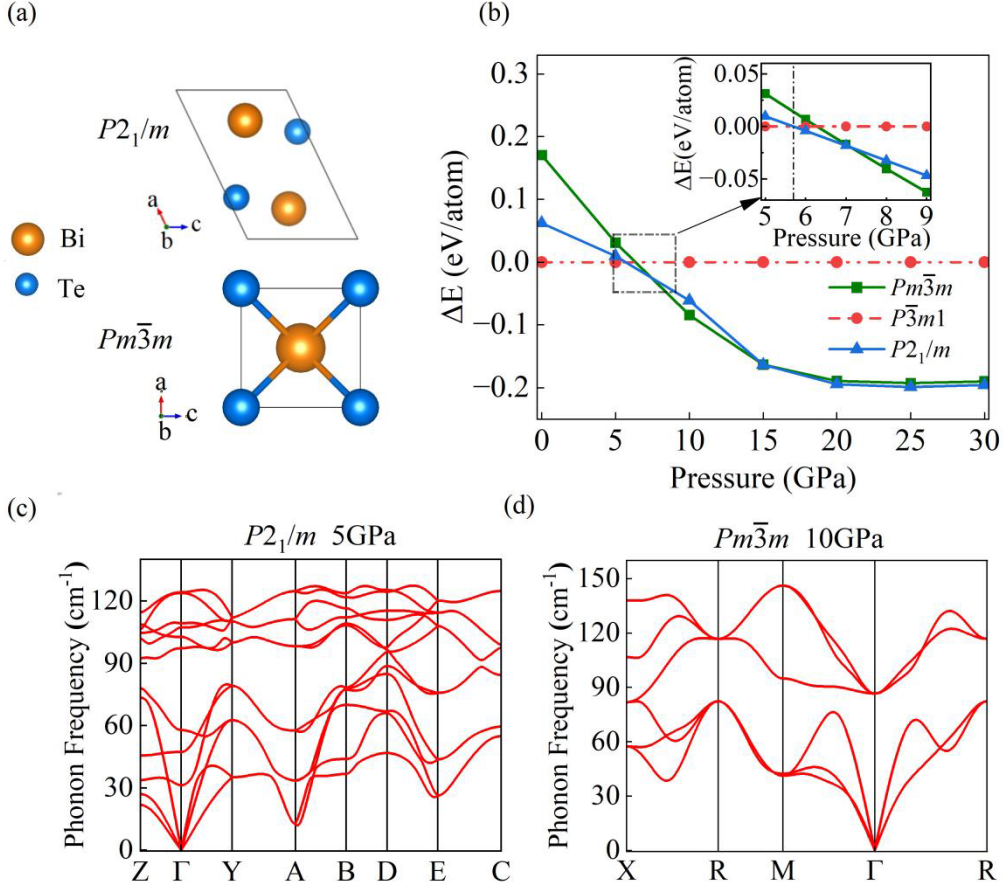 (a)
P2₁/m
a
b
c
Bi
Te
Pm3̅m
a
b
c
(b)
0.3
0.2
0.1
0.0
−0.1
−0.2
ΔE (eV/atom)
0
5
10
15
20
25
30
Pressure (GPa)
0.05
0.00
−0.05
ΔE(eV/atom)
5
6
7
8
9
Pressure (GPa)
Pm3̅m
P3̅m1
P2₁/m
(c)
P2₁/m 5GPa
120
90
60
30
0
Phonon Frequency (cm⁻¹)
Z Γ Y A B D E C
(d)
Pm3̅m 10GPa
150
120
90
60
30
0
Phonon Frequency (cm⁻¹)
X R M Γ R